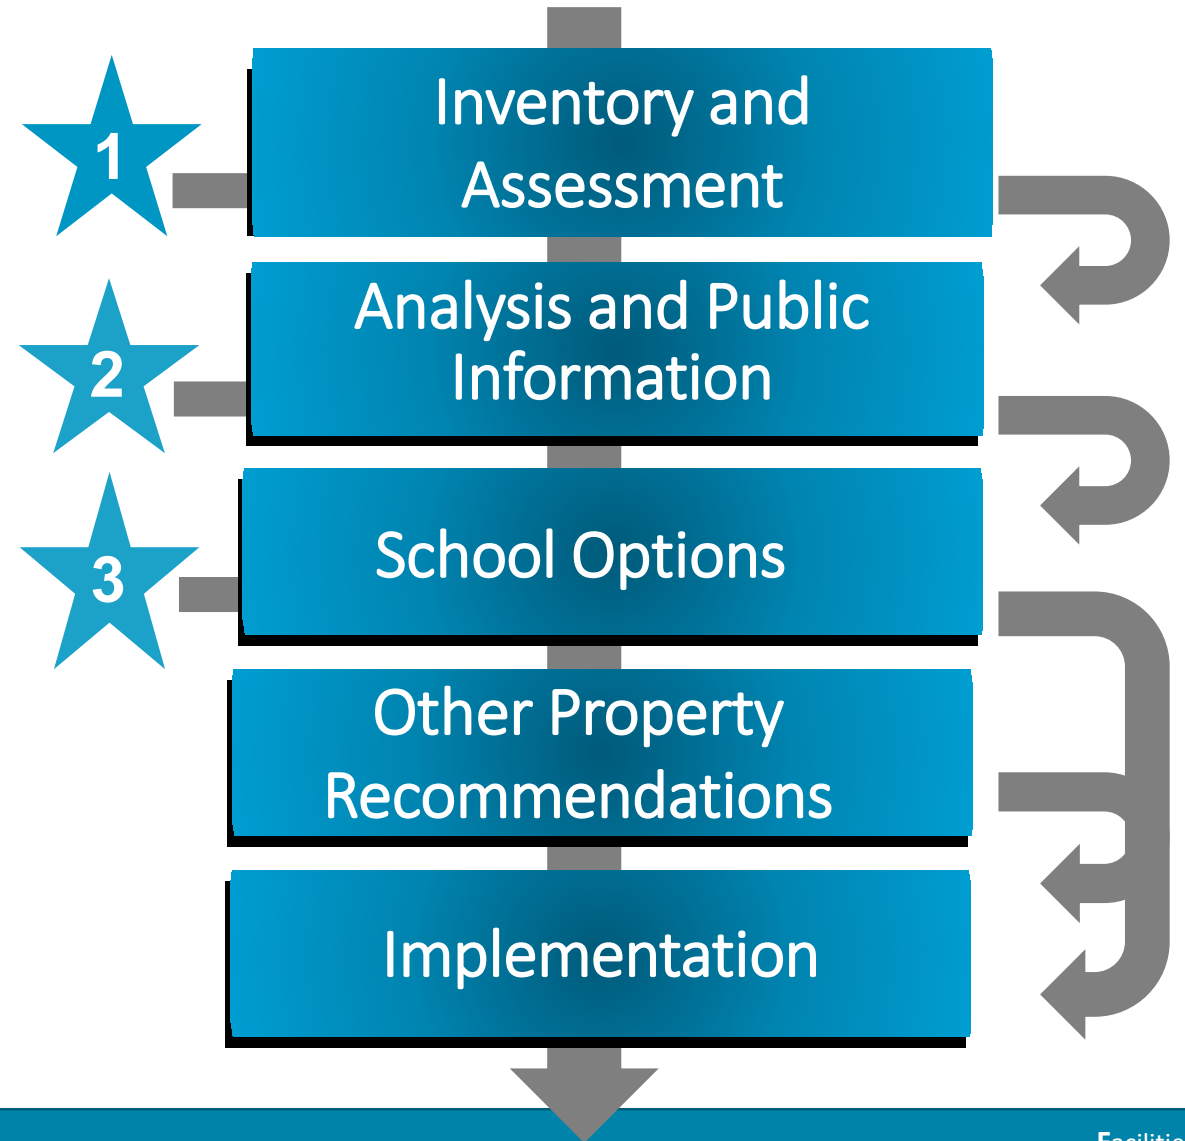 1
Inventory and
Assessment
2
Analysis and Public
Information
3
School Options
Other Property
Recommendations
Implementation